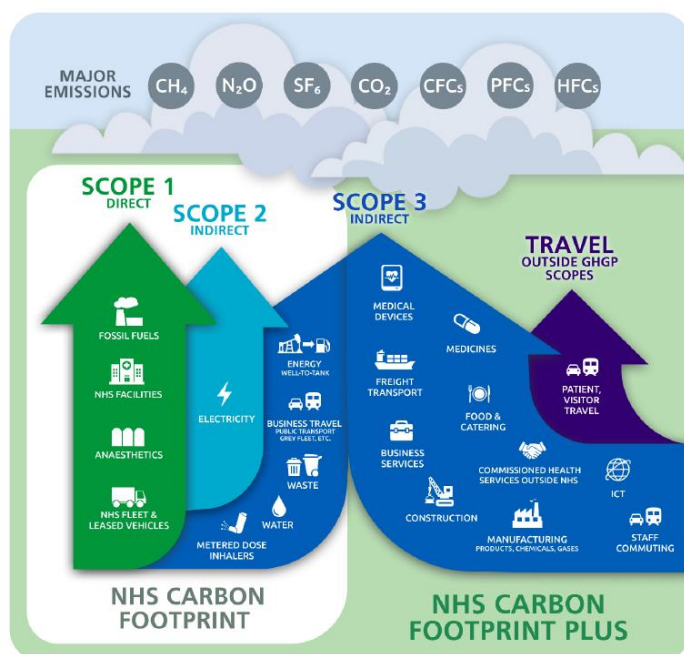 MAJOR
EMISSIONS
CH₄
N₂O
SF₆
CO₂
CFCs
PFCs
HFCs
SCOPE 1
DIRECT
SCOPE 2
INDIRECT
SCOPE 3
INDIRECT
TRAVEL
OUTSIDE GHGP
SCOPES
FOSSIL FUELS
NHS FACILITIES
ANAESTHETICS
NHS FLEET &
LEASED VEHICLES
ELECTRICITY
ENERGY
WELL-TO-TANK
BUSINESS TRAVEL
PUBLIC TRANSPORT
GREY FLEET, ETC.
WASTE
WATER
METERED DOSE
INHALERS
MEDICAL
DEVICES
MEDICINES
FREIGHT
TRANSPORT
FOOD &
CATERING
BUSINESS
SERVICES
COMMISSIONED HEALTH
SERVICES OUTSIDE NHS
CONSTRUCTION
MANUFACTURING
PRODUCTS, CHEMICALS, GASES
ICT
STAFF
COMMUTING
PATIENT,
VISITOR
TRAVEL
NHS CARBON
FOOTPRINT
NHS CARBON
FOOTPRINT PLUS